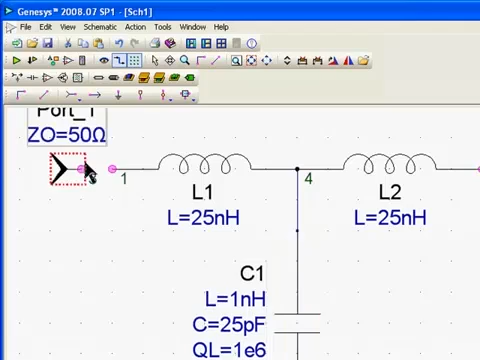 Genesys™ 2008.07 SP1 - [Sch1]
File Edit View Schematic Actions Tools Window Help
Port_1
ZO=50Ω
1
4
L1
L=25nH
L2
L=25nH
C1
L=1nH
C=25pF
QL=1e6